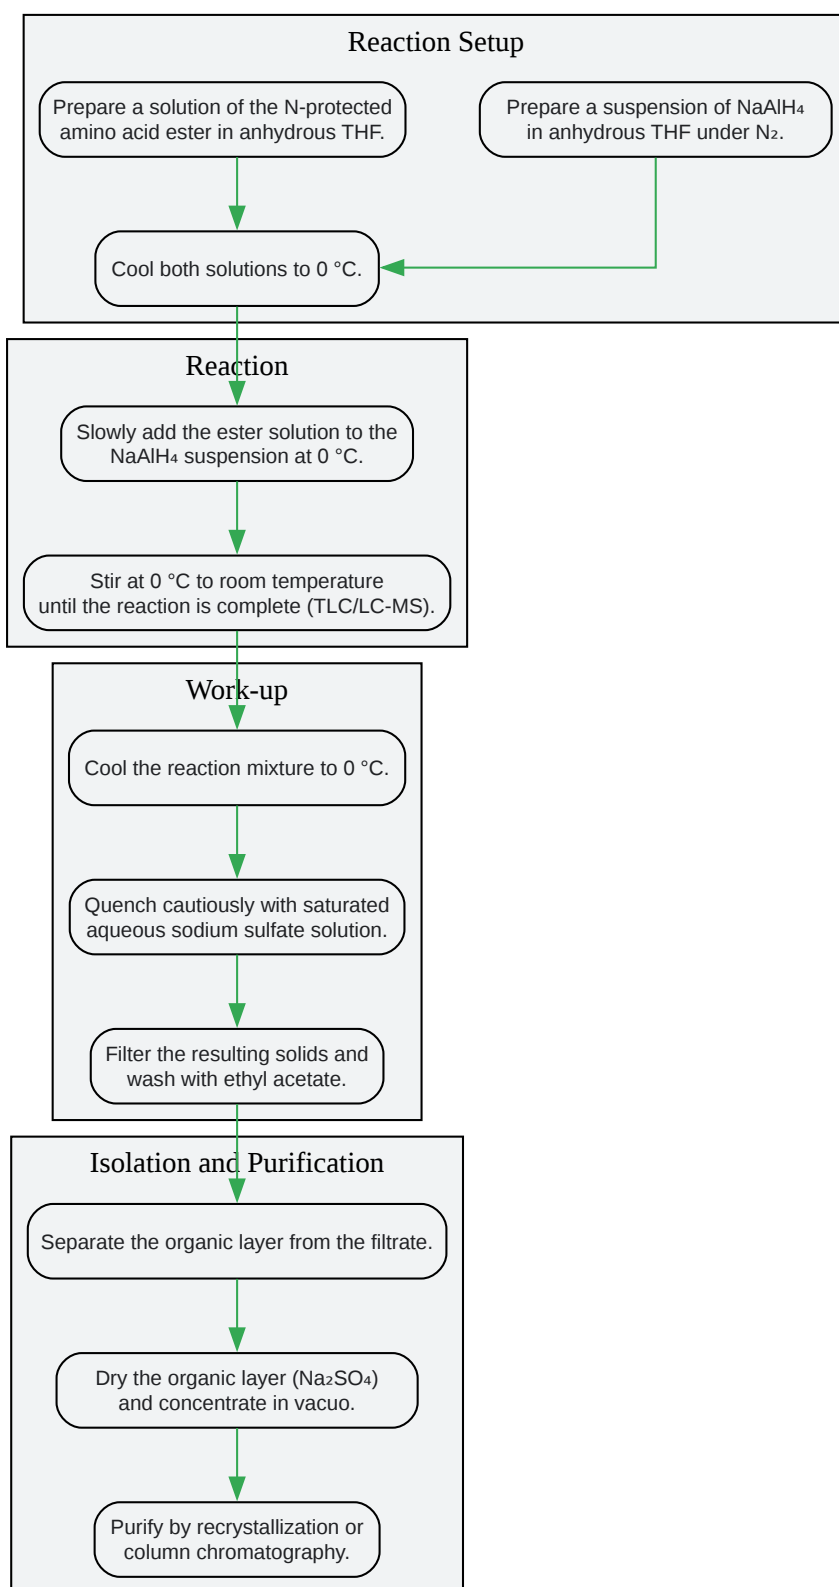 Reaction Setup
Prepare a solution of the N-protected
amino acid ester in anhydrous THF.
Prepare a suspension of NaAlH₄
in anhydrous THF under N₂.
Cool both solutions to 0 °C.
Reaction
Slowly add the ester solution to the
NaAlH₄ suspension at 0 °C.
Stir at 0 °C to room temperature
until the reaction is complete (TLC/LC-MS).
Work-up
Cool the reaction mixture to 0 °C.
Quench cautiously with saturated
aqueous sodium sulfate solution.
Filter the resulting solids and
wash with ethyl acetate.
Isolation and Purification
Separate the organic layer from the filtrate.
Dry the organic layer (Na₂SO₄)
and concentrate in vacuo.
Purify by recrystallization or
column chromatography.